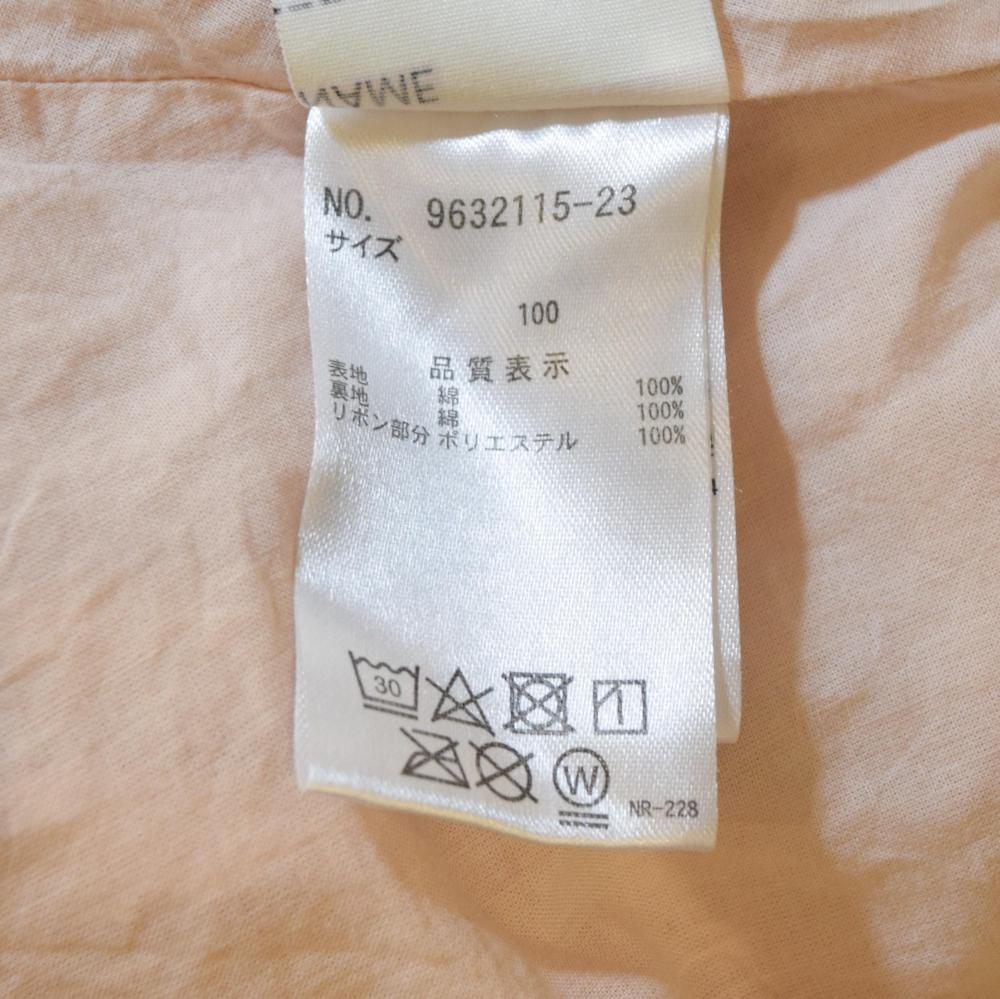 NAME
NO. 9632115-23
サイズ
100
品質表示
表地 綿 100%
裏地 綿 100%
リボン部分 ポリエステル 100%
30
W
NR-228